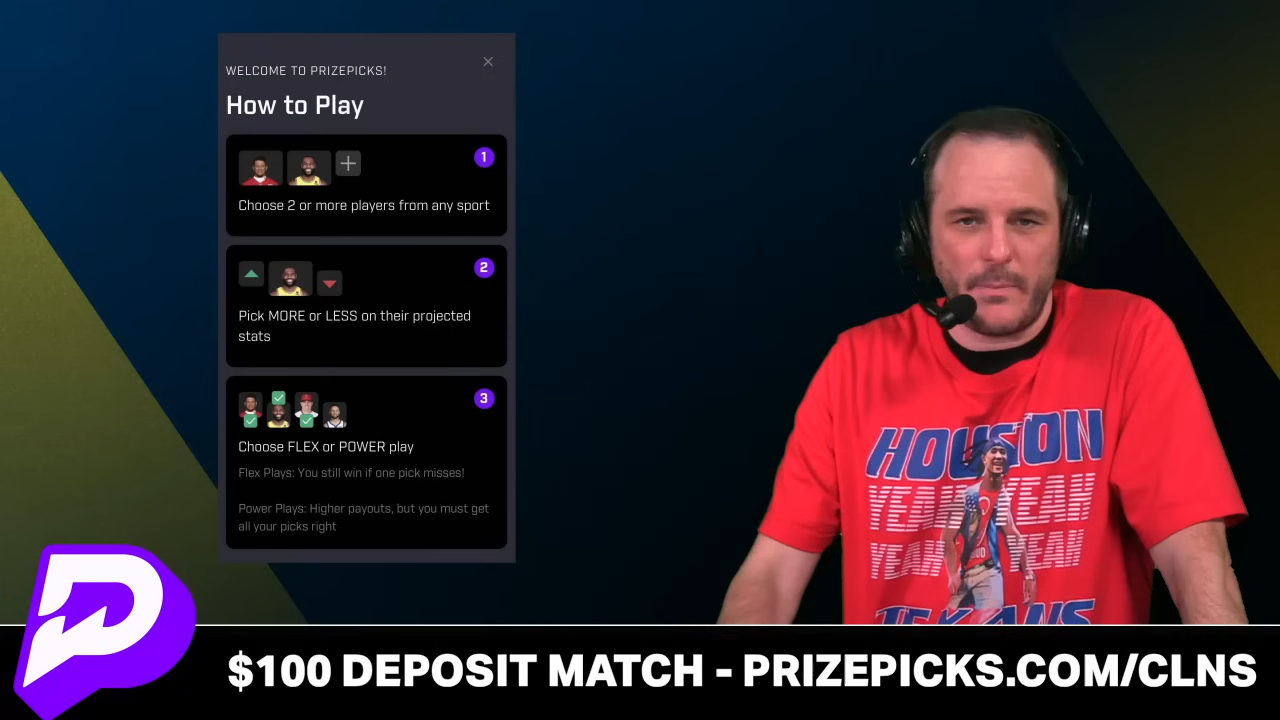 WELCOME TO PRIZEPICKS!
How to Play
1
Choose 2 or more players from any sport
2
Pick MORE or LESS on their projected
stats
3
Choose FLEX or POWER play
Flex Plays: You still win if one pick misses!
Power Plays: Higher payouts, but you must get
all your picks right
HOUSTON
YEAH YEAH
YEAH YEAH
TEXANS
$100 DEPOSIT MATCH - PRIZEPICKS.COM/CLNS